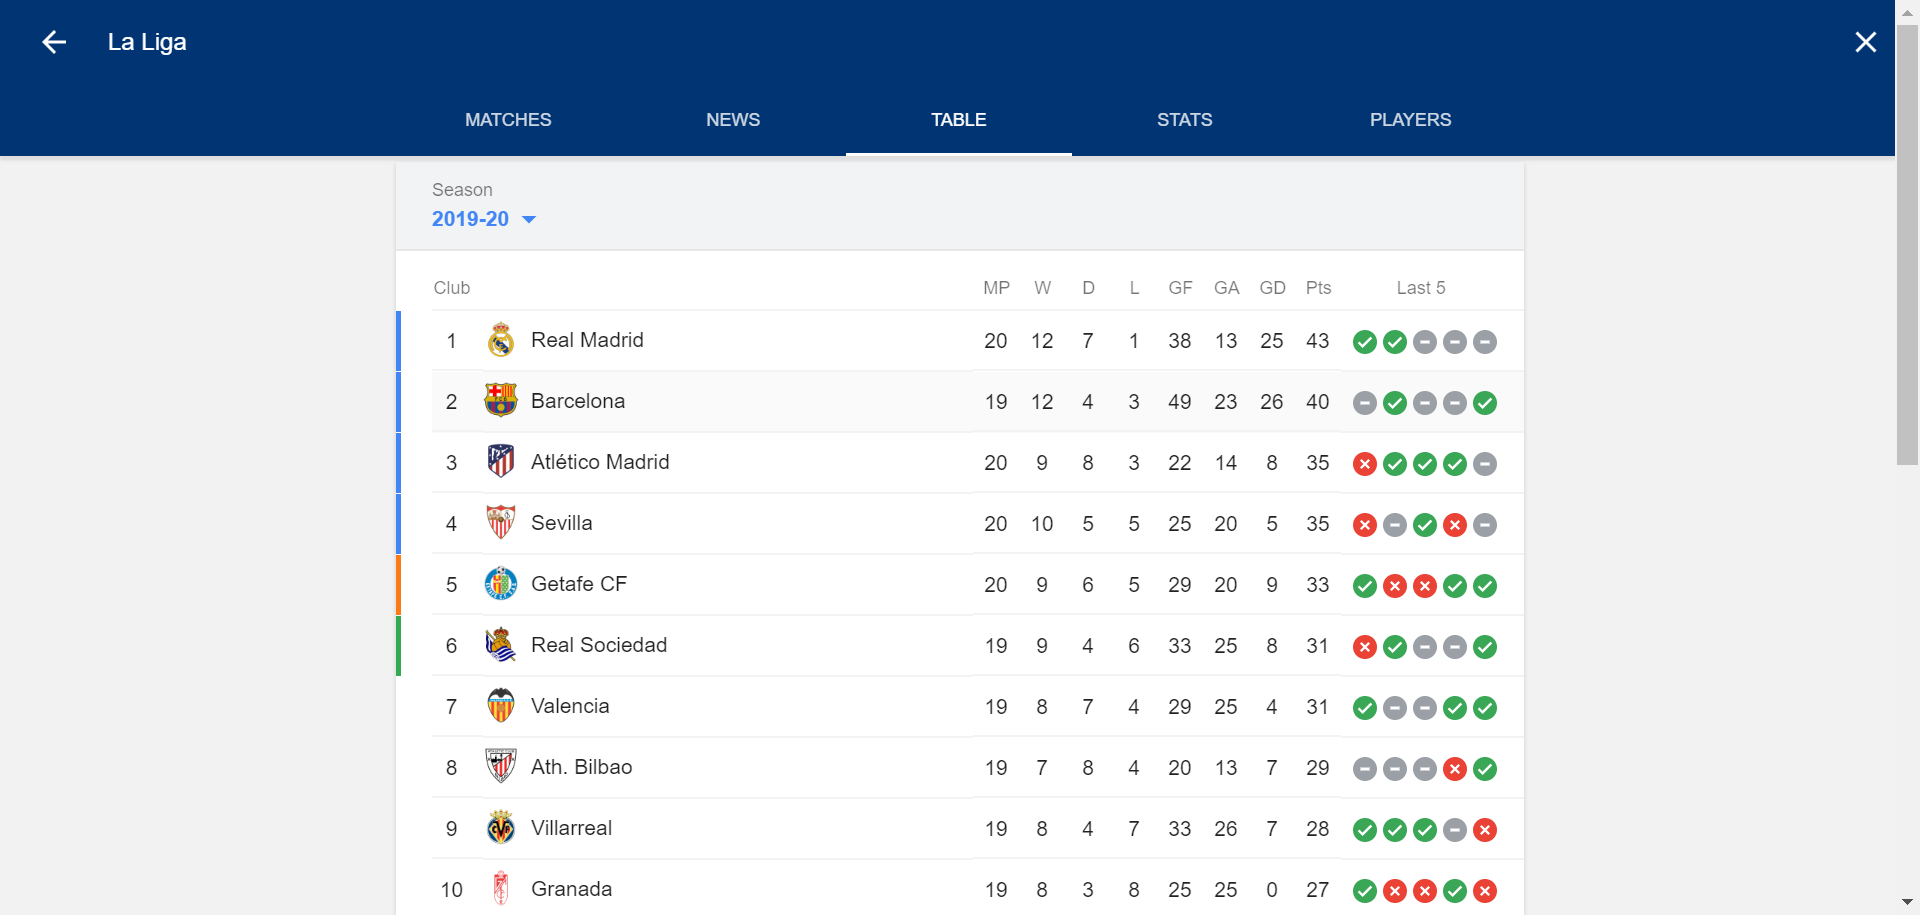 La Liga
MATCHES NEWS TABLE STATS PLAYERS
Season
2019-20
Club MP W D L GF GA GD Pts Last 5
1 Real Madrid 20 12 7 1 38 13 25 43
2 Barcelona 19 12 4 3 49 23 26 40
3 Atlético Madrid 20 9 8 3 22 14 8 35
4 Sevilla 20 10 5 5 25 20 5 35
5 Getafe CF 20 9 6 5 29 20 9 33
6 Real Sociedad 19 9 4 6 33 25 8 31
7 Valencia 19 8 7 4 29 25 4 31
8 Ath. Bilbao 19 7 8 4 20 13 7 29
9 Villarreal 19 8 4 7 33 26 7 28
10 Granada 19 8 3 8 25 25 0 27